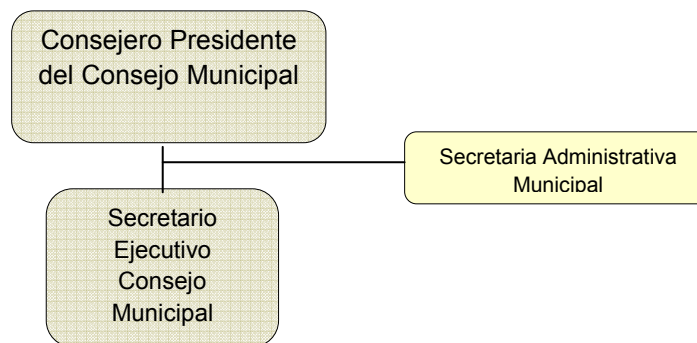 Consejero Presidente
del Consejo Municipal
Secretaria Administrativa
Municipal
Secretario
Ejecutivo
Consejo
Municipal